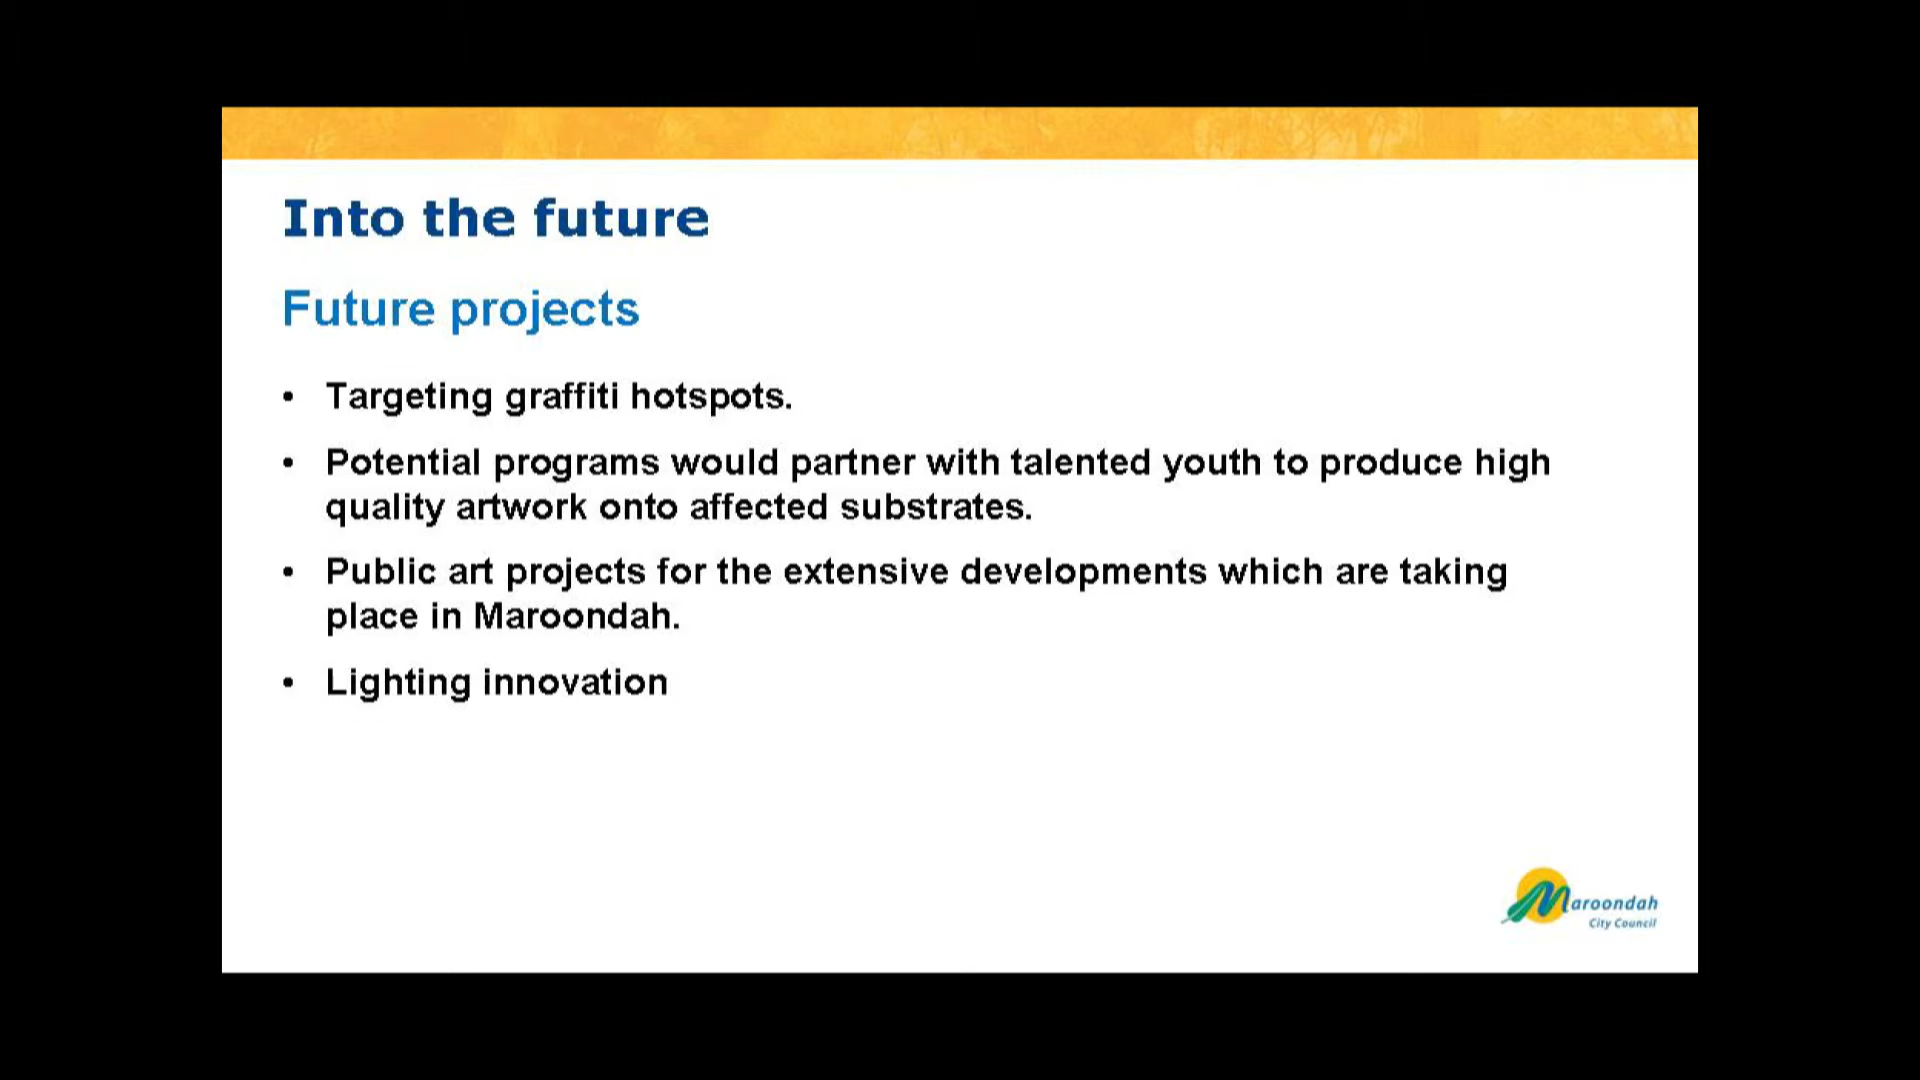 Into the future
Future projects
• Targeting graffiti hotspots.
• Potential programs would partner with talented youth to produce high
quality artwork onto affected substrates.
• Public art projects for the extensive developments which are taking
place in Maroondah.
• Lighting innovation
Maroondah
City Council